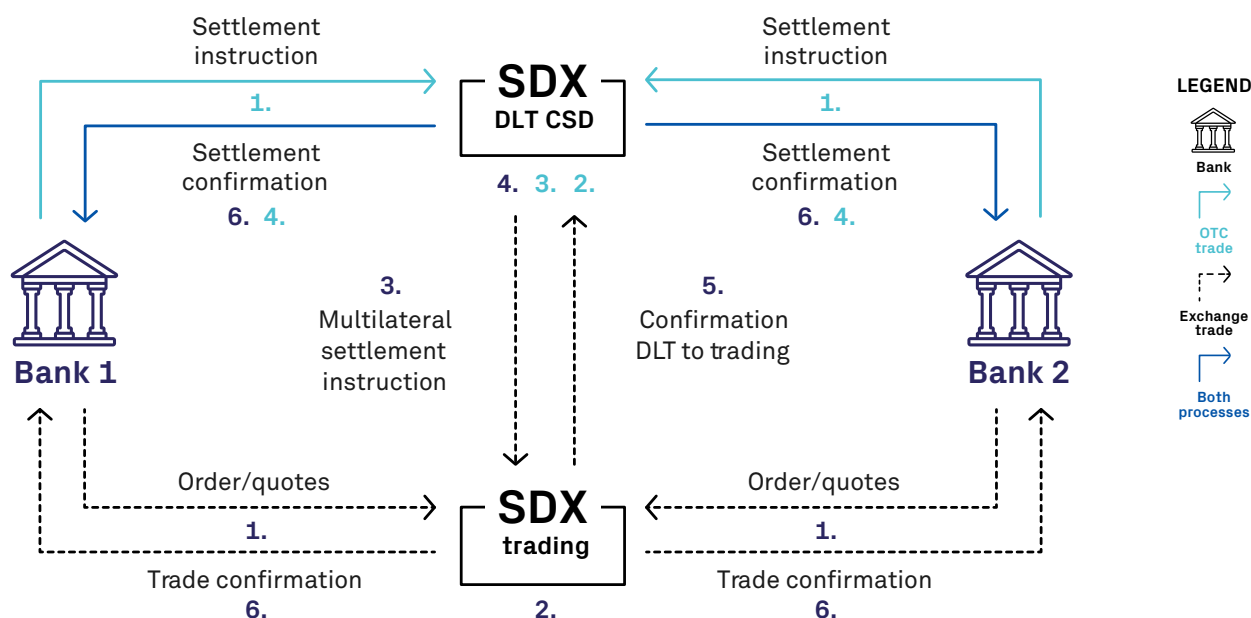 Settlement
instruction
1.
Settlement
confirmation
6. 4.
SDX
DLT CSD
4. 3. 2.
Settlement
instruction
1.
Settlement
confirmation
6. 4.
Bank 1
3.
Multilateral
settlement
instruction
5.
Confirmation
DLT to trading
Bank 2
Order/quotes
1.
Trade confirmation
6.
SDX
trading
2.
Order/quotes
1.
Trade confirmation
6.
LEGEND
Bank
OTC
trade
Exchange
trade
Both
processes